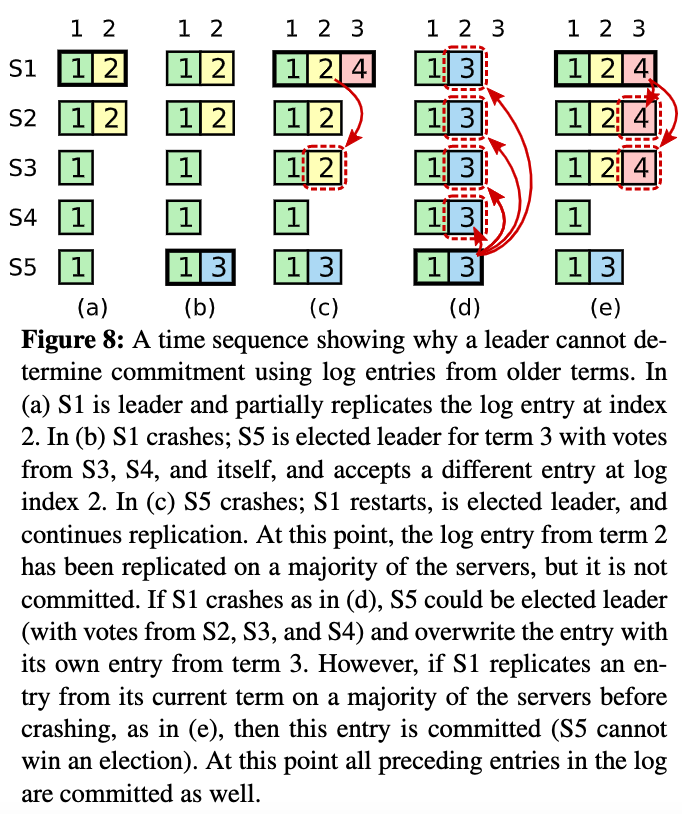 1 2 1 2 1 2 3 1 2 3 1 2 3
S1 1 2 1 2 1 2 4 1 3 1 2 4
S2 1 2 1 2 1 2 1 3 1 2 4
S3 1 1 1 2 1 3 1 2 4
S4 1 1 1 1 3 1
S5 1 1 3 1 3 1 3 1 3
(a) (b) (c) (d) (e)
Figure 8: A time sequence showing why a leader cannot de-
termine commitment using log entries from older terms. In
(a) S1 is leader and partially replicates the log entry at index
2. In (b) S1 crashes; S5 is elected leader for term 3 with votes
from S3, S4, and itself, and accepts a different entry at log
index 2. In (c) S5 crashes; S1 restarts, is elected leader, and
continues replication. At this point, the log entry from term 2
has been replicated on a majority of the servers, but it is not
committed. If S1 crashes as in (d), S5 could be elected leader
(with votes from S2, S3, and S4) and overwrite the entry with
its own entry from term 3. However, if S1 replicates an en-
try from its current term on a majority of the servers before
crashing, as in (e), then this entry is committed (S5 cannot
win an election). At this point all preceding entries in the log
are committed as well.